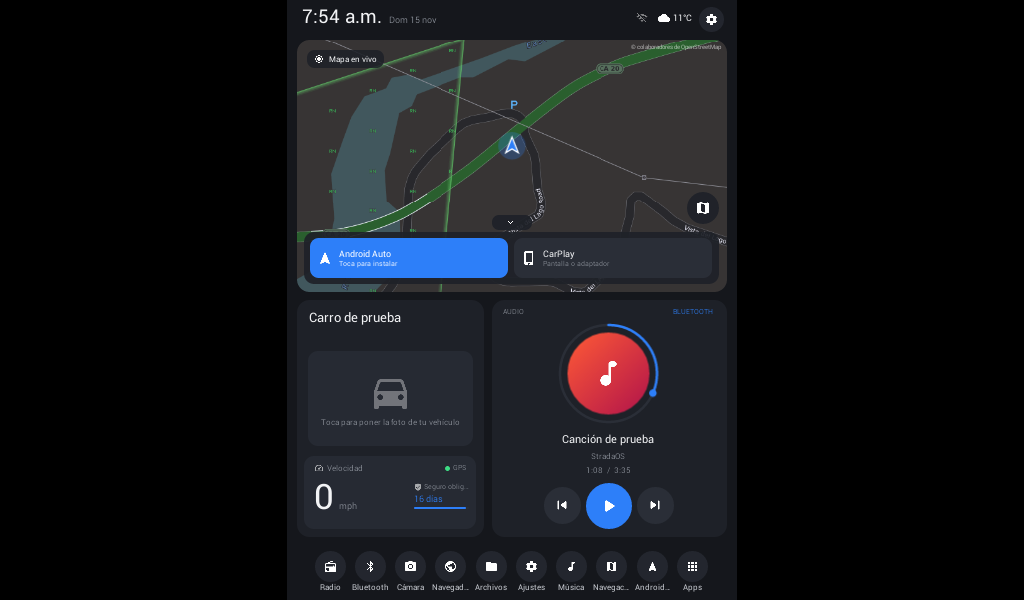 7:54 a.m. Dom 15 nov
11°C
Mapa en vivo
© colaboradores de OpenStreetMap
CA 20
P
Android Auto
Toca para instalar
CarPlay
Pantalla o adaptador
Carro de prueba
Toca para poner la foto de tu vehículo
Velocidad
GPS
0 mph
Seguro oblig...
16 días
AUDIO
BLUETOOTH
Canción de prueba
StradaOS
1:08 / 3:35
Radio
Bluetooth
Cámara
Navegad...
Archivos
Ajustes
Música
Navegac...
Android...
Apps